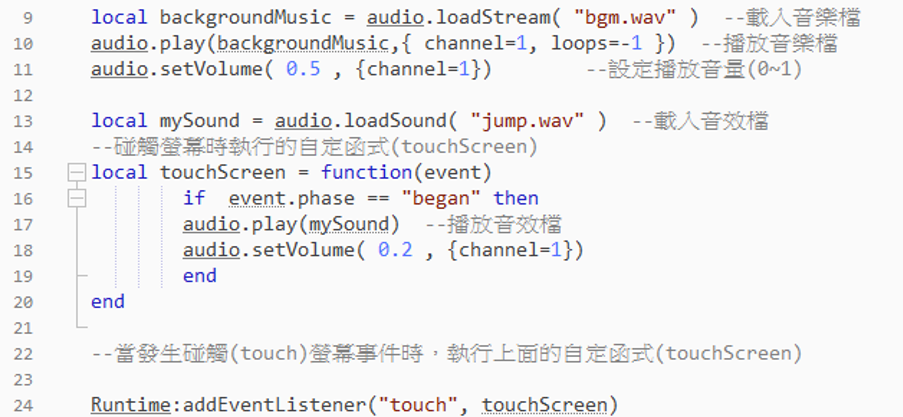 9 local backgroundMusic = audio.loadStream( "bgm.wav" ) --載入音樂檔
10 audio.play(backgroundMusic,{ channel=1, loops=-1 }) --播放音樂檔
11 audio.setVolume( 0.5 , {channel=1}) --設定播放音量(0~1)
12
13 local mySound = audio.loadSound( "jump.wav" ) --載入音效檔
14 --碰觸螢幕時執行的自定函式(touchScreen)
15 local touchScreen = function(event)
16 if event.phase == "began" then
17 audio.play(mySound) --播放音效檔
18 audio.setVolume( 0.2 , {channel=1})
19 end
20 end
21
22 --當發生碰觸(touch)螢幕事件時，執行上面的自定函式(touchScreen)
23
24 Runtime:addEventListener("touch", touchScreen)